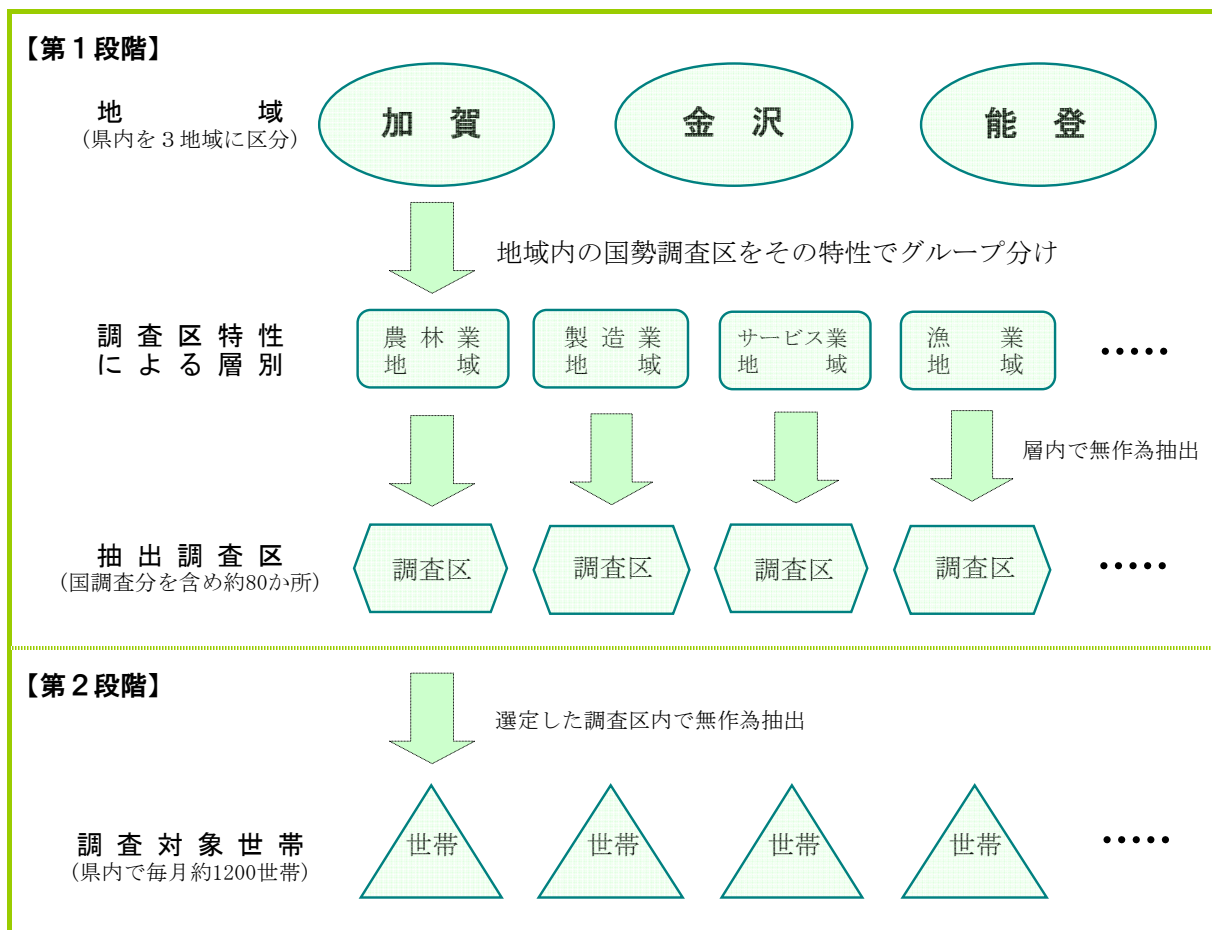 【第1段階】
地域
(県内を3地域に区分)
加賀
金沢
能登
地域内の国勢調査区をその特性でグループ分け
調査区特性
による層別
農林業
地域
製造業
地域
サービス業
地域
漁業
地域
•••••
層内で無作為抽出
抽出調査区
(国調査分を含め約80か所)
調査区
調査区
調査区
調査区
•••••
【第2段階】
選定した調査区内で無作為抽出
調査対象世帯
(県内で毎月約1200世帯)
世帯
世帯
世帯
世帯
•••••